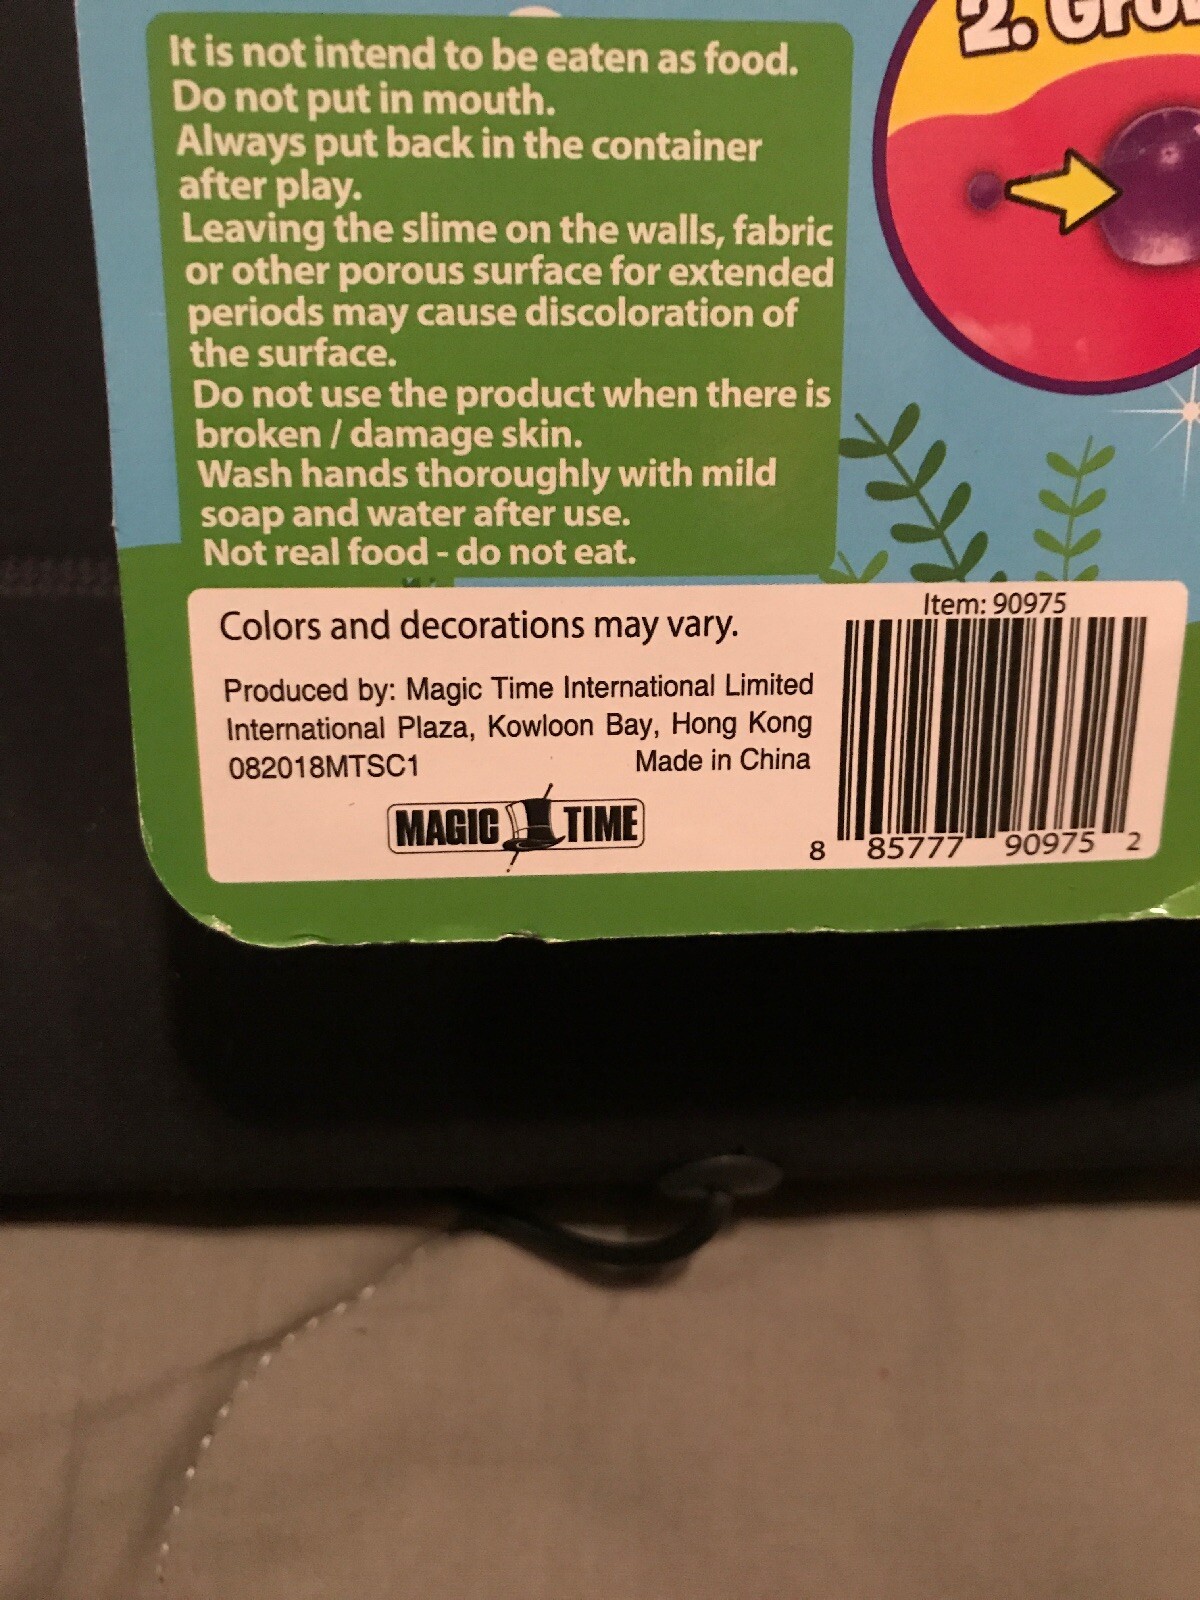 2.
It is not intend to be eaten as food.
Do not put in mouth.
Always put back in the container
after play.
Leaving the slime on the walls, fabric
or other porous surface for extended
periods may cause discoloration of
the surface.
Do not use the product when there is
broken / damage skin.
Wash hands thoroughly with mild
soap and water after use.
Not real food - do not eat.
Colors and decorations may vary.
Produced by: Magic Time International Limited
International Plaza, Kowloon Bay, Hong Kong
082018MTSC1 Made in China
MAGIC TIME
Item: 90975
8 85777 90975 2